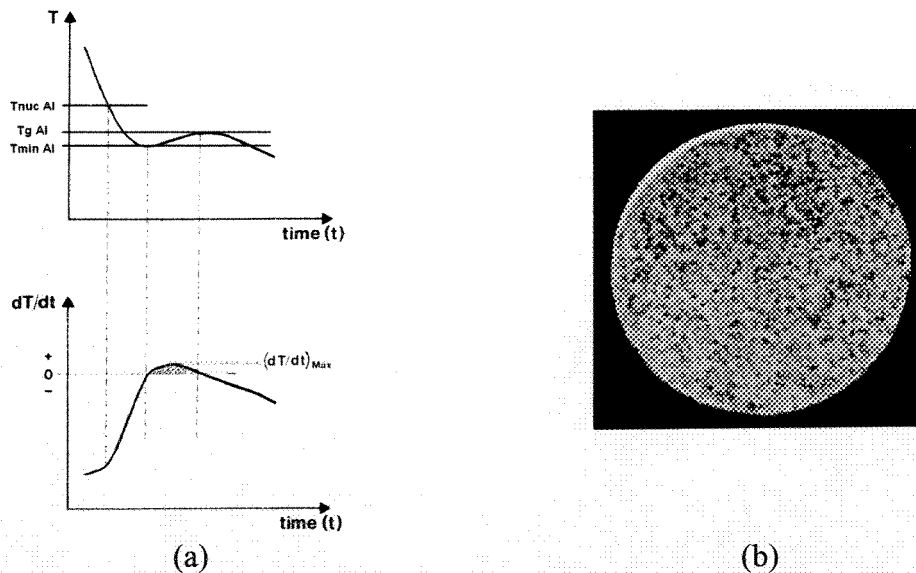 T
Tnuc Al
Tg Al
Tmin Al
time (t)
dT/dt
+
0
−
(dT/dt)Max
time (t)
(a)
(b)